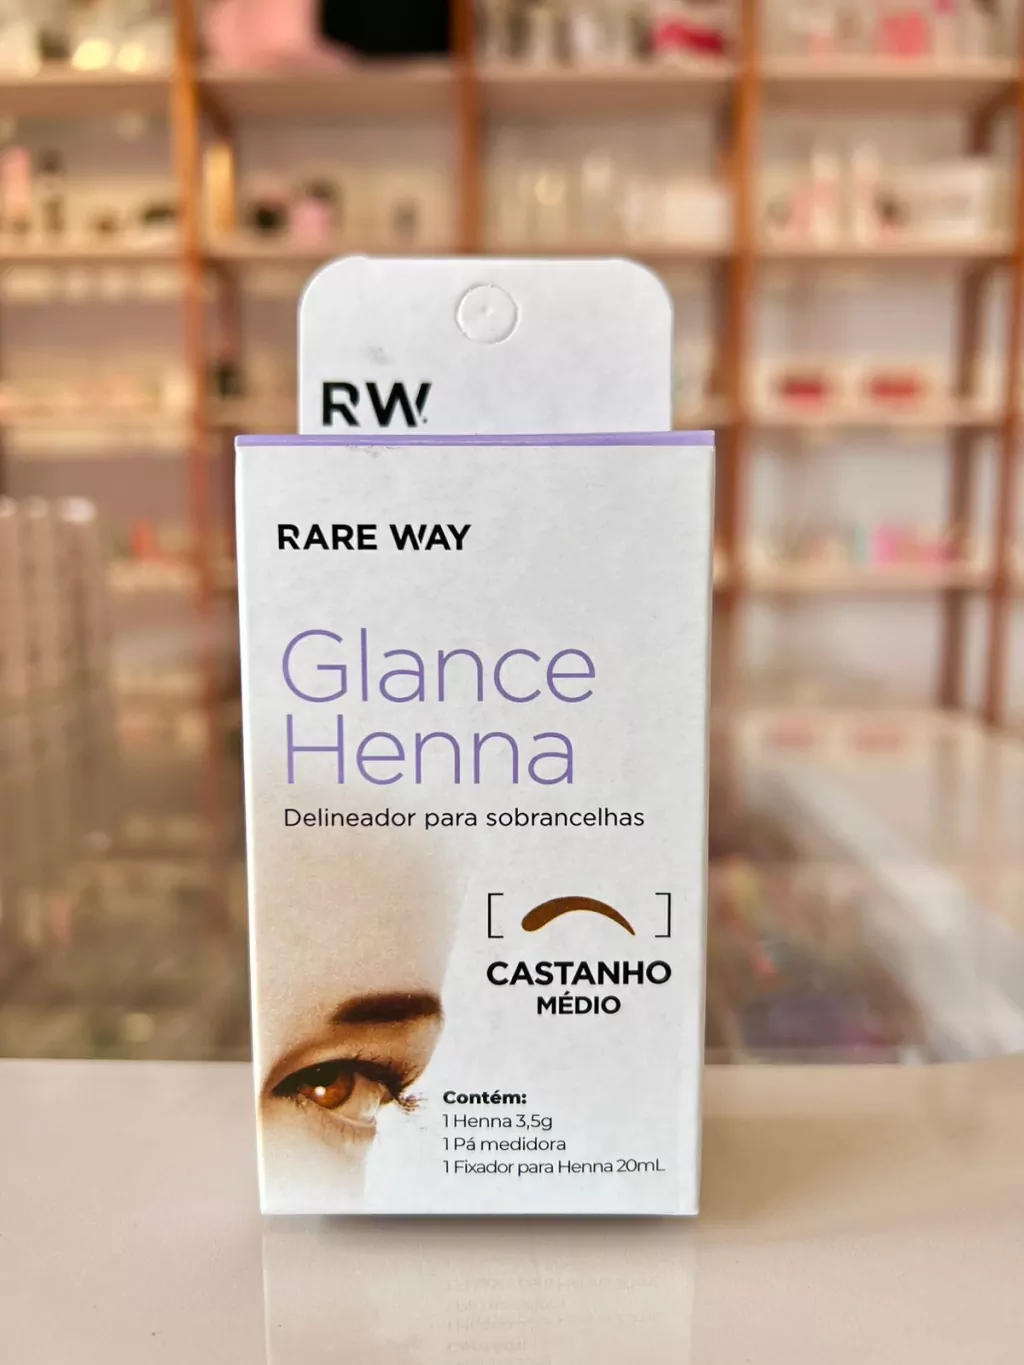 RW.
RARE WAY
Glance
Henna
Delineador para sobrancelhas
[ ]
CASTANHO
MÉDIO
Contém:
1 Henna 3,5g
1 Pá medidora
1 Fixador para Henna 20mL